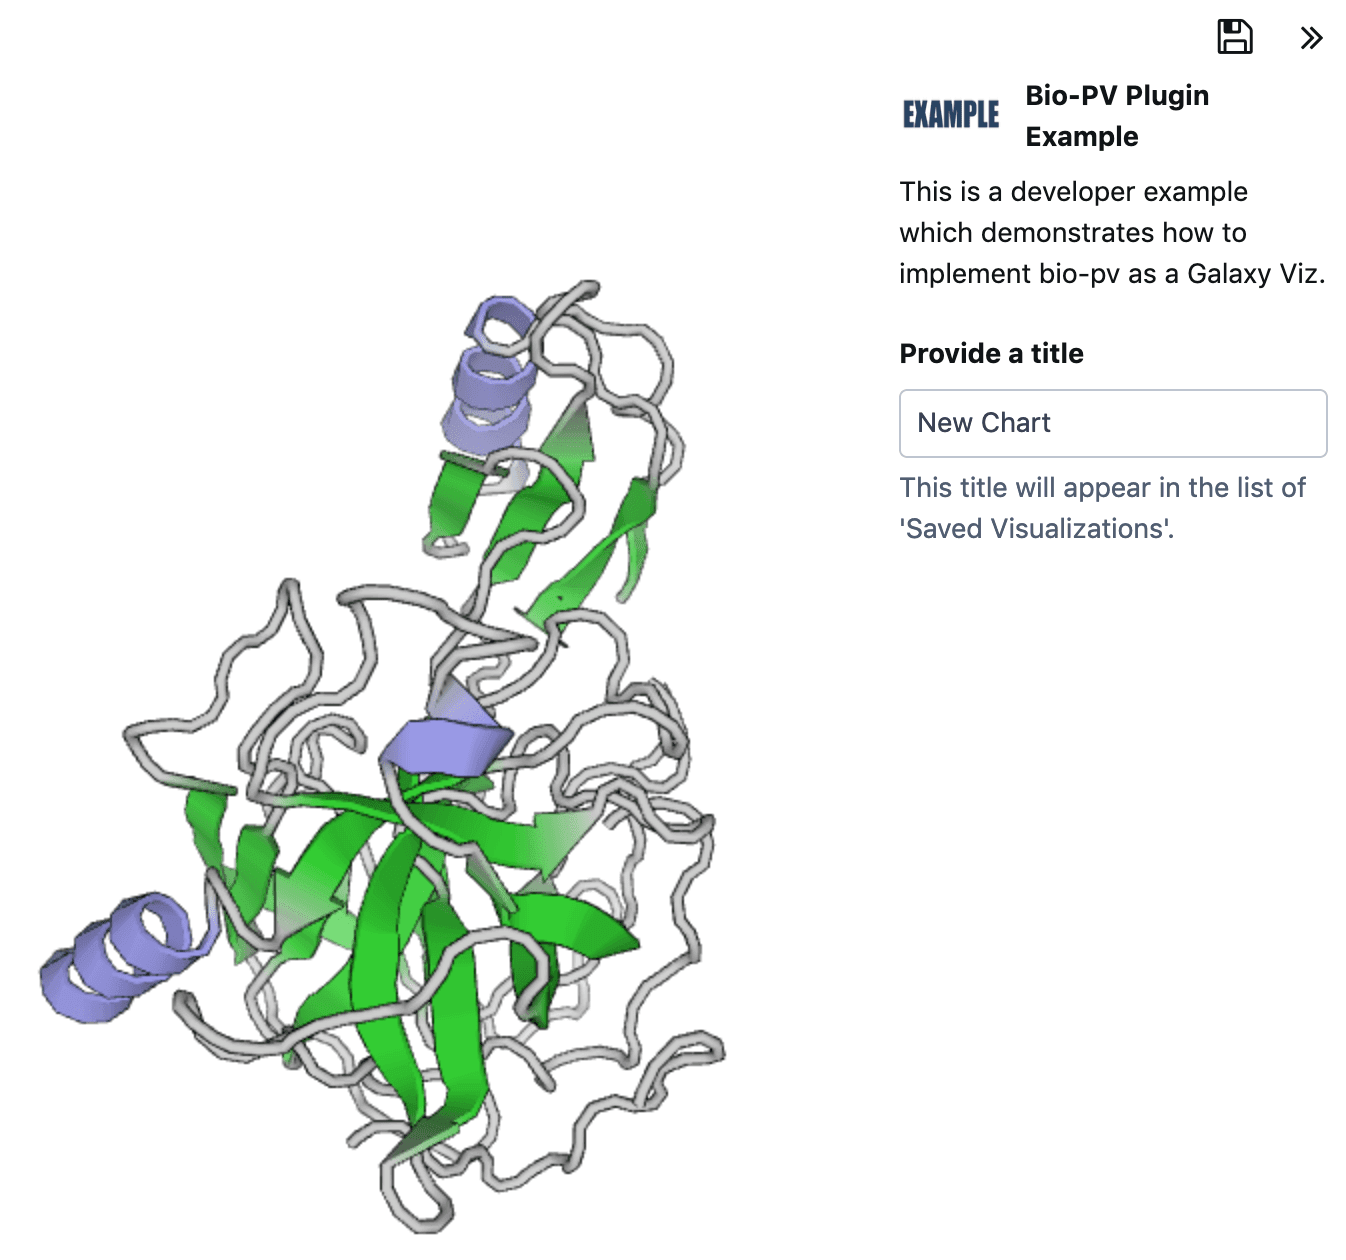 EXAMPLE
Bio-PV Plugin
Example
This is a developer example
which demonstrates how to
implement bio-pv as a Galaxy Viz.
Provide a title
New Chart
This title will appear in the list of
'Saved Visualizations'.